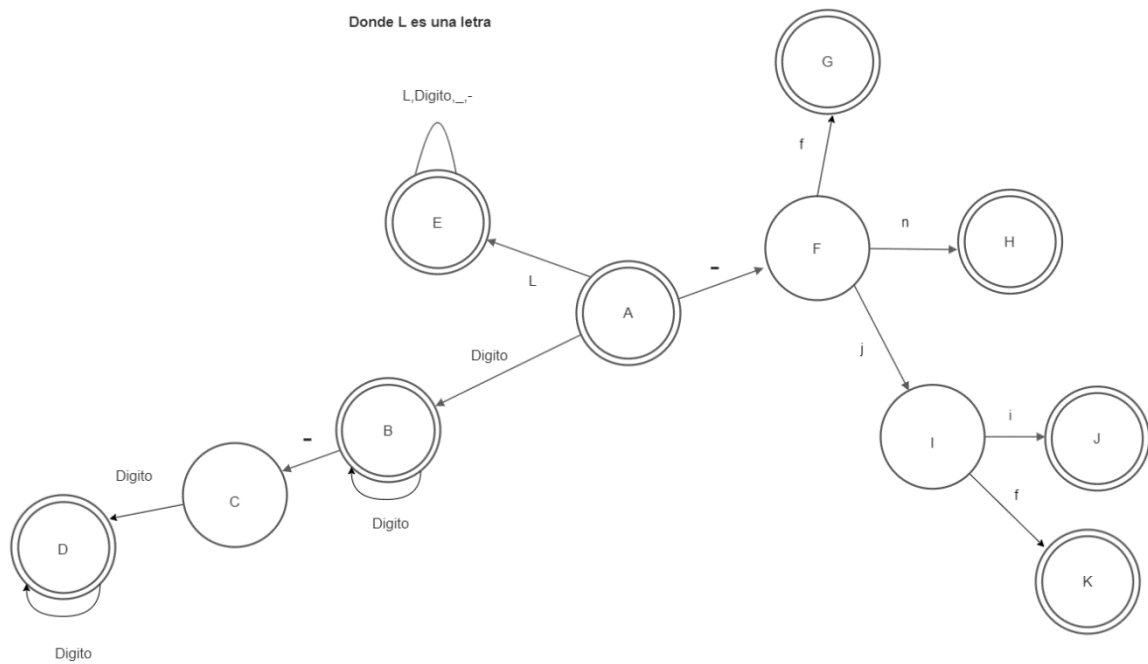 Donde L es una letra
G
L,Digito,_,-
f
E
n
F
H
-
L
A
Digito
j
B
-
i
J
I
Digito
C
f
Digito
D
K
Digito